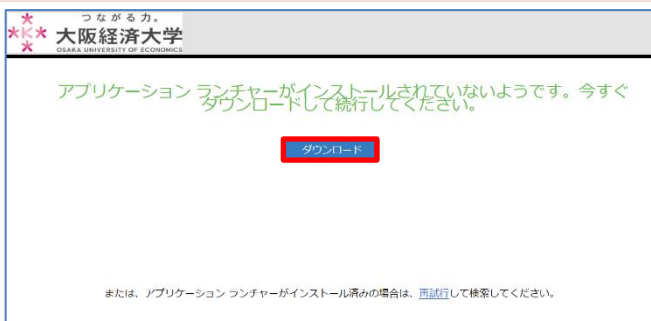 つながる力。
大阪経済大学
OSAKA UNIVERSITY OF ECONOMICS
アプリケーション ランチャーがインストールされていないようです。今すぐ
ダウンロードして続行してください。
ダウンロード
または、アプリケーション ランチャーがインストール済みの場合は、再試行して検索してください。